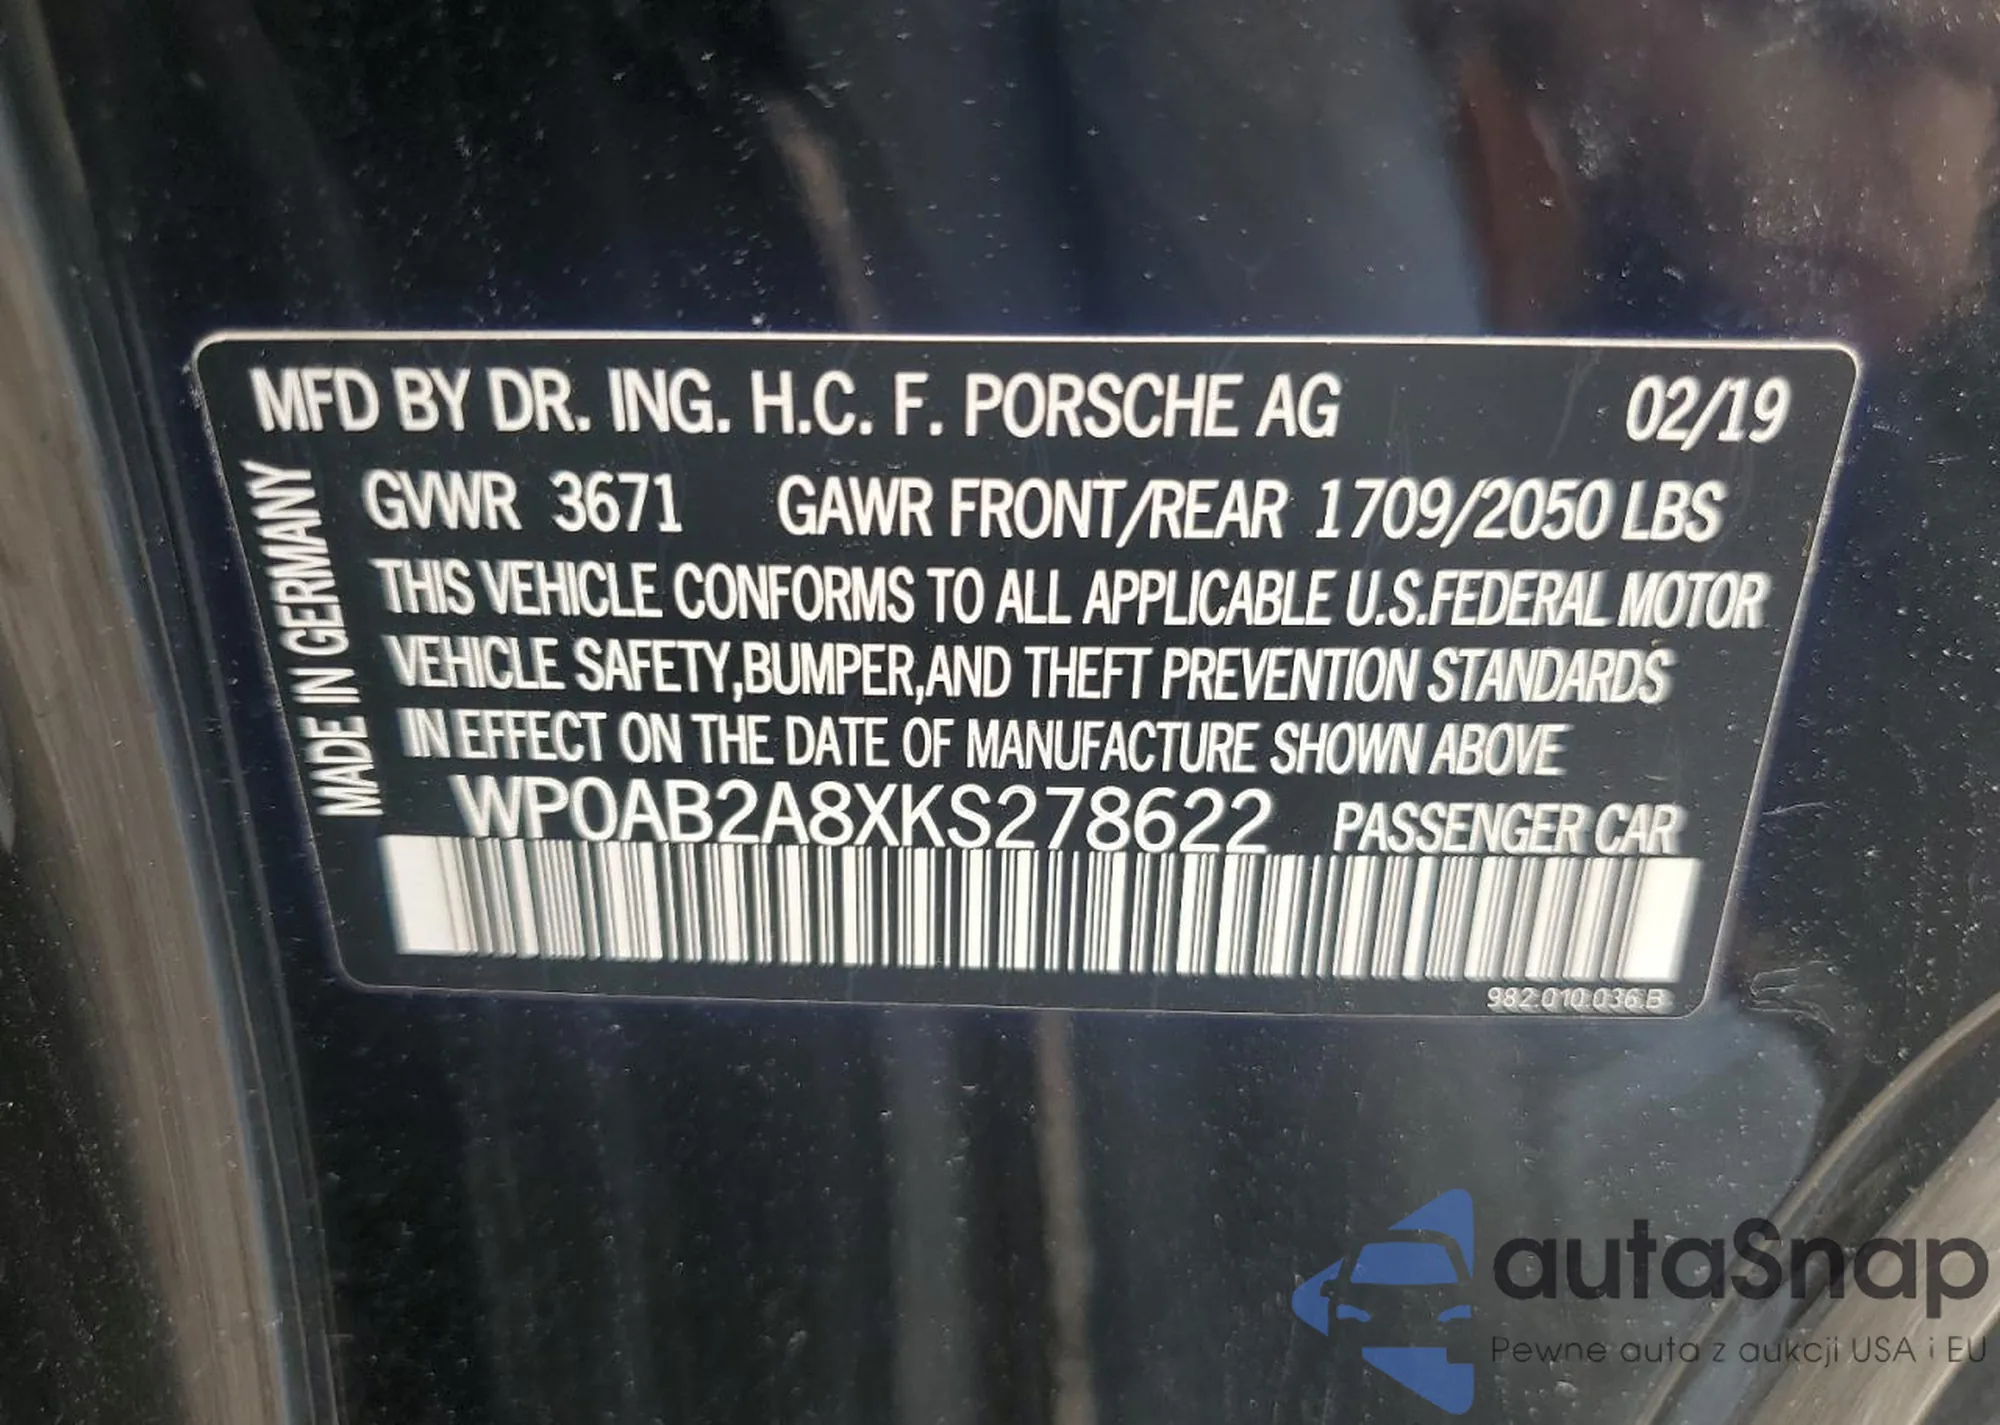 MFD BY DR. ING. H.C. F. PORSCHE AG 02/19
MADE IN GERMANY
GVWR 3671 GAWR FRONT/REAR 1709/2050 LBS
THIS VEHICLE CONFORMS TO ALL APPLICABLE U.S.FEDERAL MOTOR
VEHICLE SAFETY,BUMPER,AND THEFT PREVENTION STANDARDS
IN EFFECT ON THE DATE OF MANUFACTURE SHOWN ABOVE
WP0AB2A8XKS278622 PASSENGER CAR
982.010.036.B
autaSnap
Pewne auta z aukcji USA i EU